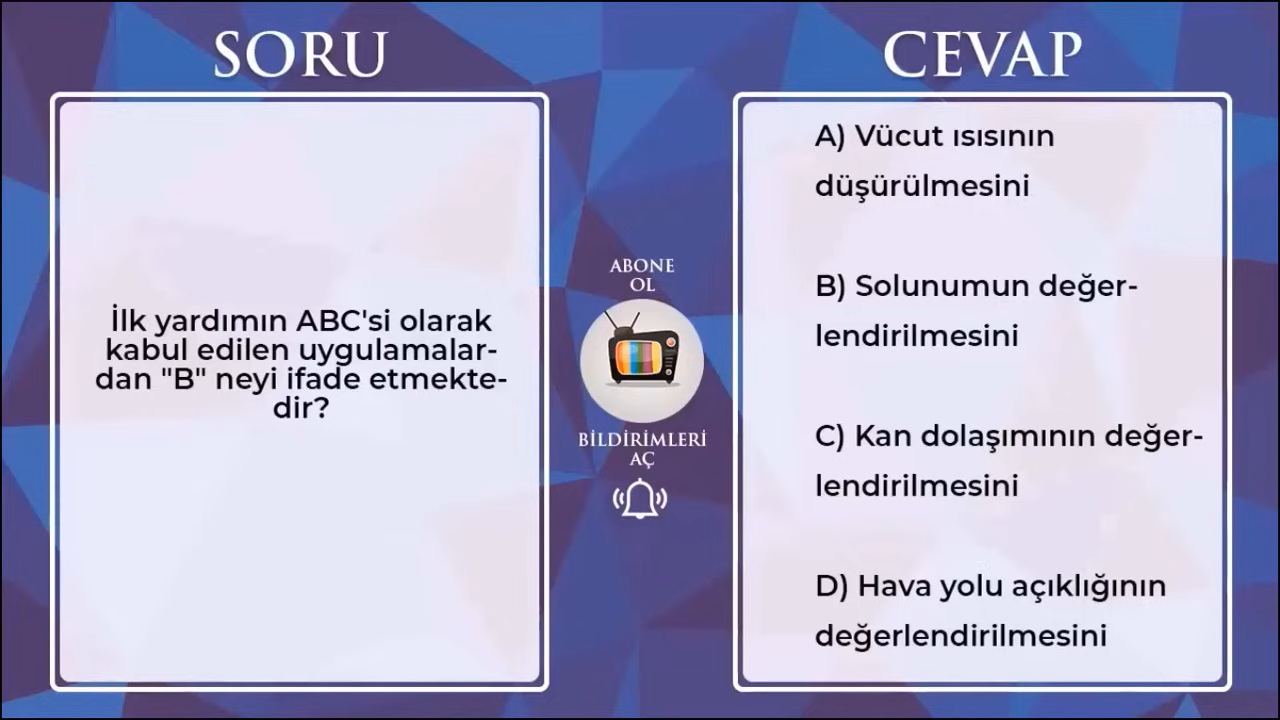 SORU
İlk yardımın ABC'si olarak
kabul edilen uygulamalar-
dan "B" neyi ifade etmekte-
dir?
ABONE
OL
BİLDİRİMLERİ
AÇ
CEVAP
A) Vücut ısısının
düşürülmesini
B) Solunumun değer-
lendirilmesini
C) Kan dolaşımının değer-
lendirilmesini
D) Hava yolu açıklığının
değerlendirilmesini